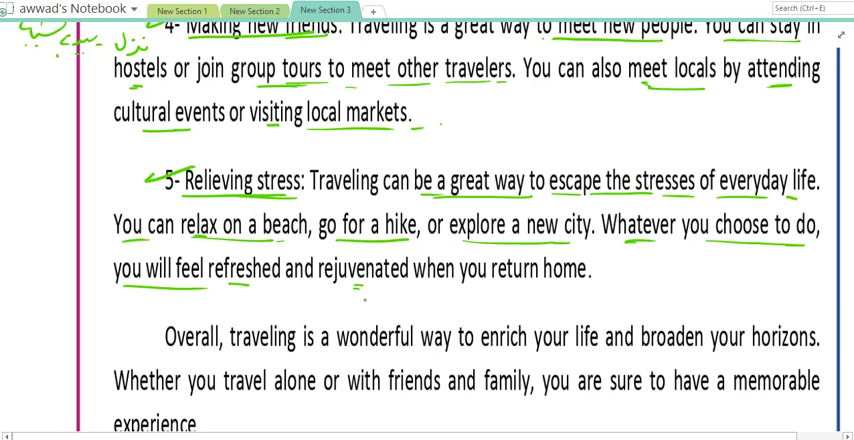 awwad's Notebook
New Section 1
New Section 2
New Section 3
Search (Ctrl+E)
4- Making new friends: Traveling is a great way to meet new people. You can stay in
نزل
hostels or join group tours to meet other travelers. You can also meet locals by attending
cultural events or visiting local markets.
5- Relieving stress: Traveling can be a great way to escape the stresses of everyday life.
You can relax on a beach, go for a hike, or explore a new city. Whatever you choose to do,
you will feel refreshed and rejuvenated when you return home.
Overall, traveling is a wonderful way to enrich your life and broaden your horizons.
Whether you travel alone or with friends and family, you are sure to have a memorable
experience